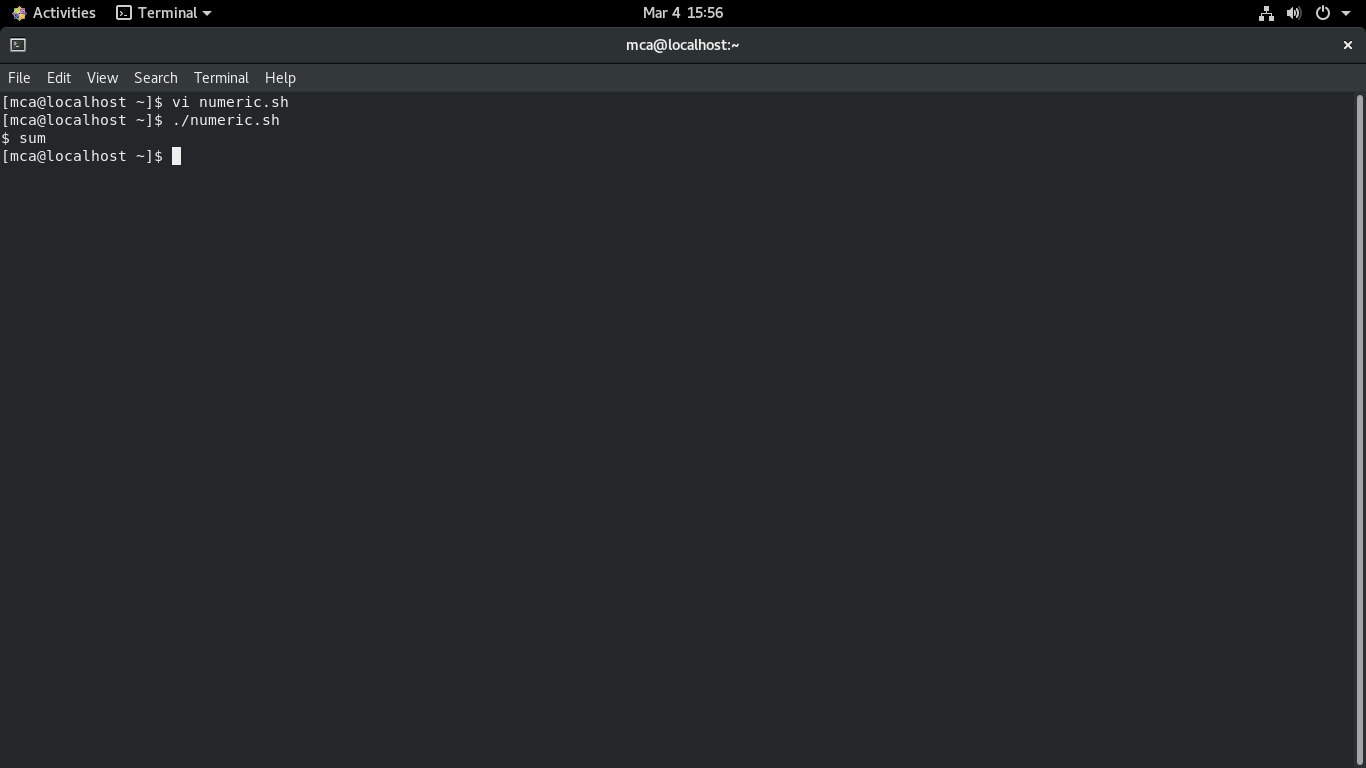 Activities Terminal Mar 4 15:56
mca@localhost:~
File Edit View Search Terminal Help
[mca@localhost ~]$ vi numeric.sh
[mca@localhost ~]$ ./numeric.sh
$ sum
[mca@localhost ~]$